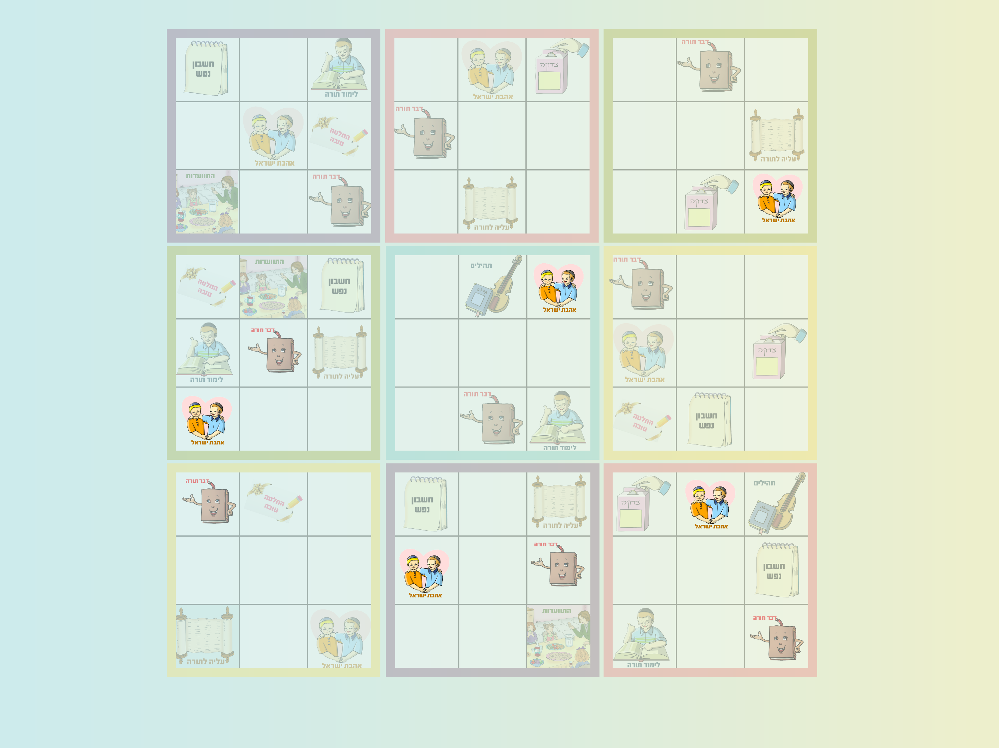 חשבון
נפש
לימוד תורה
אהבת ישראל
החלטה
טובה
התוועדות
דבר תורה
אהבת ישראל
צדקה
דבר תורה
עליה לתורה
דבר תורה
עליה לתורה
צדקה
אהבת ישראל
החלטה
טובה
התוועדות
חשבון
נפש
לימוד תורה
דבר תורה
עליה לתורה
אהבת ישראל
תהילים
תהילים
אהבת ישראל
דבר תורה
לימוד תורה
דבר תורה
אהבת ישראל
צדקה
החלטה
טובה
חשבון
נפש
דבר תורה
החלטה
טובה
עליה לתורה
אהבת ישראל
חשבון
נפש
עליה לתורה
אהבת ישראל
דבר תורה
התוועדות
צדקה
אהבת ישראל
תהילים
תהילים
חשבון
נפש
לימוד תורה
דבר תורה